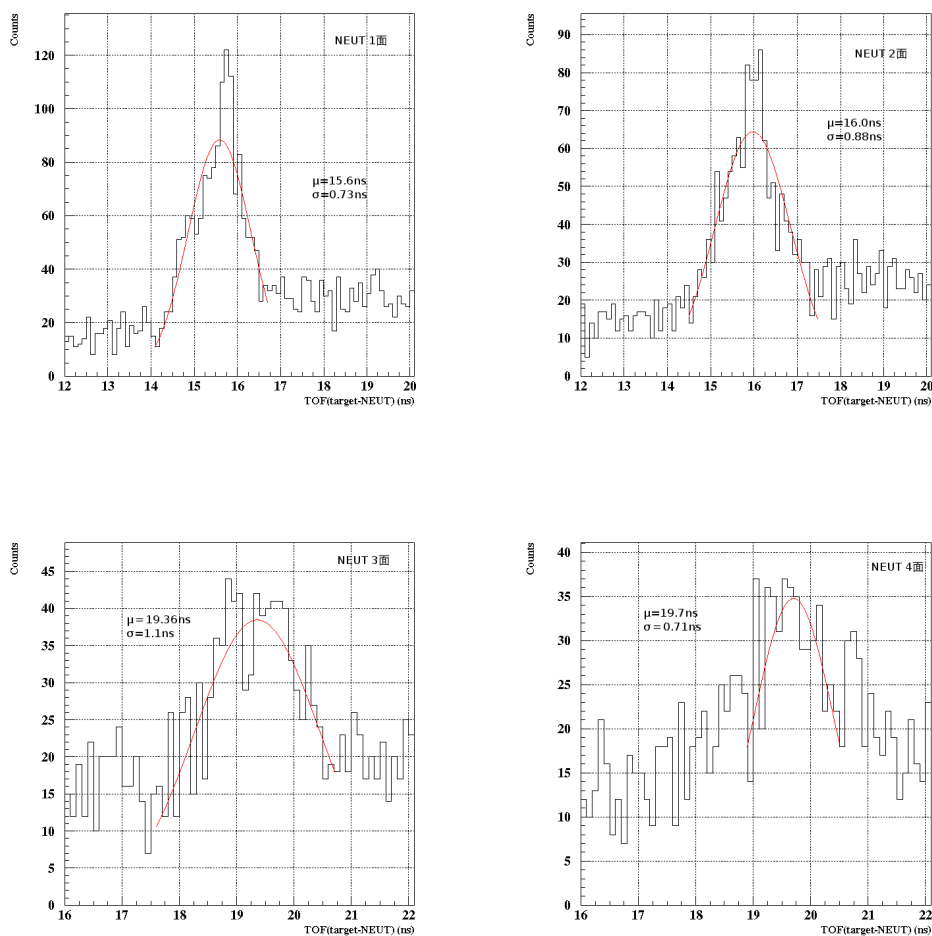 Counts
NEUT 1面
120
100
80
60
40
20
0
μ=15.6ns
σ=0.73ns
12 13 14 15 16 17 18 19 20
TOF(target-NEUT) (ns)
Counts
NEUT 2面
90
80
70
60
50
40
30
20
10
0
μ=16.0ns
σ=0.88ns
12 13 14 15 16 17 18 19 20
TOF(target-NEUT) (ns)
Counts
NEUT 3面
45
40
35
30
25
20
15
10
5
0
μ=19.36ns
σ=1.1ns
16 17 18 19 20 21 22
TOF(target-NEUT) (ns)
Counts
NEUT 4面
40
35
30
25
20
15
10
5
0
μ=19.7ns
σ=0.71ns
16 17 18 19 20 21 22
TOF(target-NEUT) (ns)